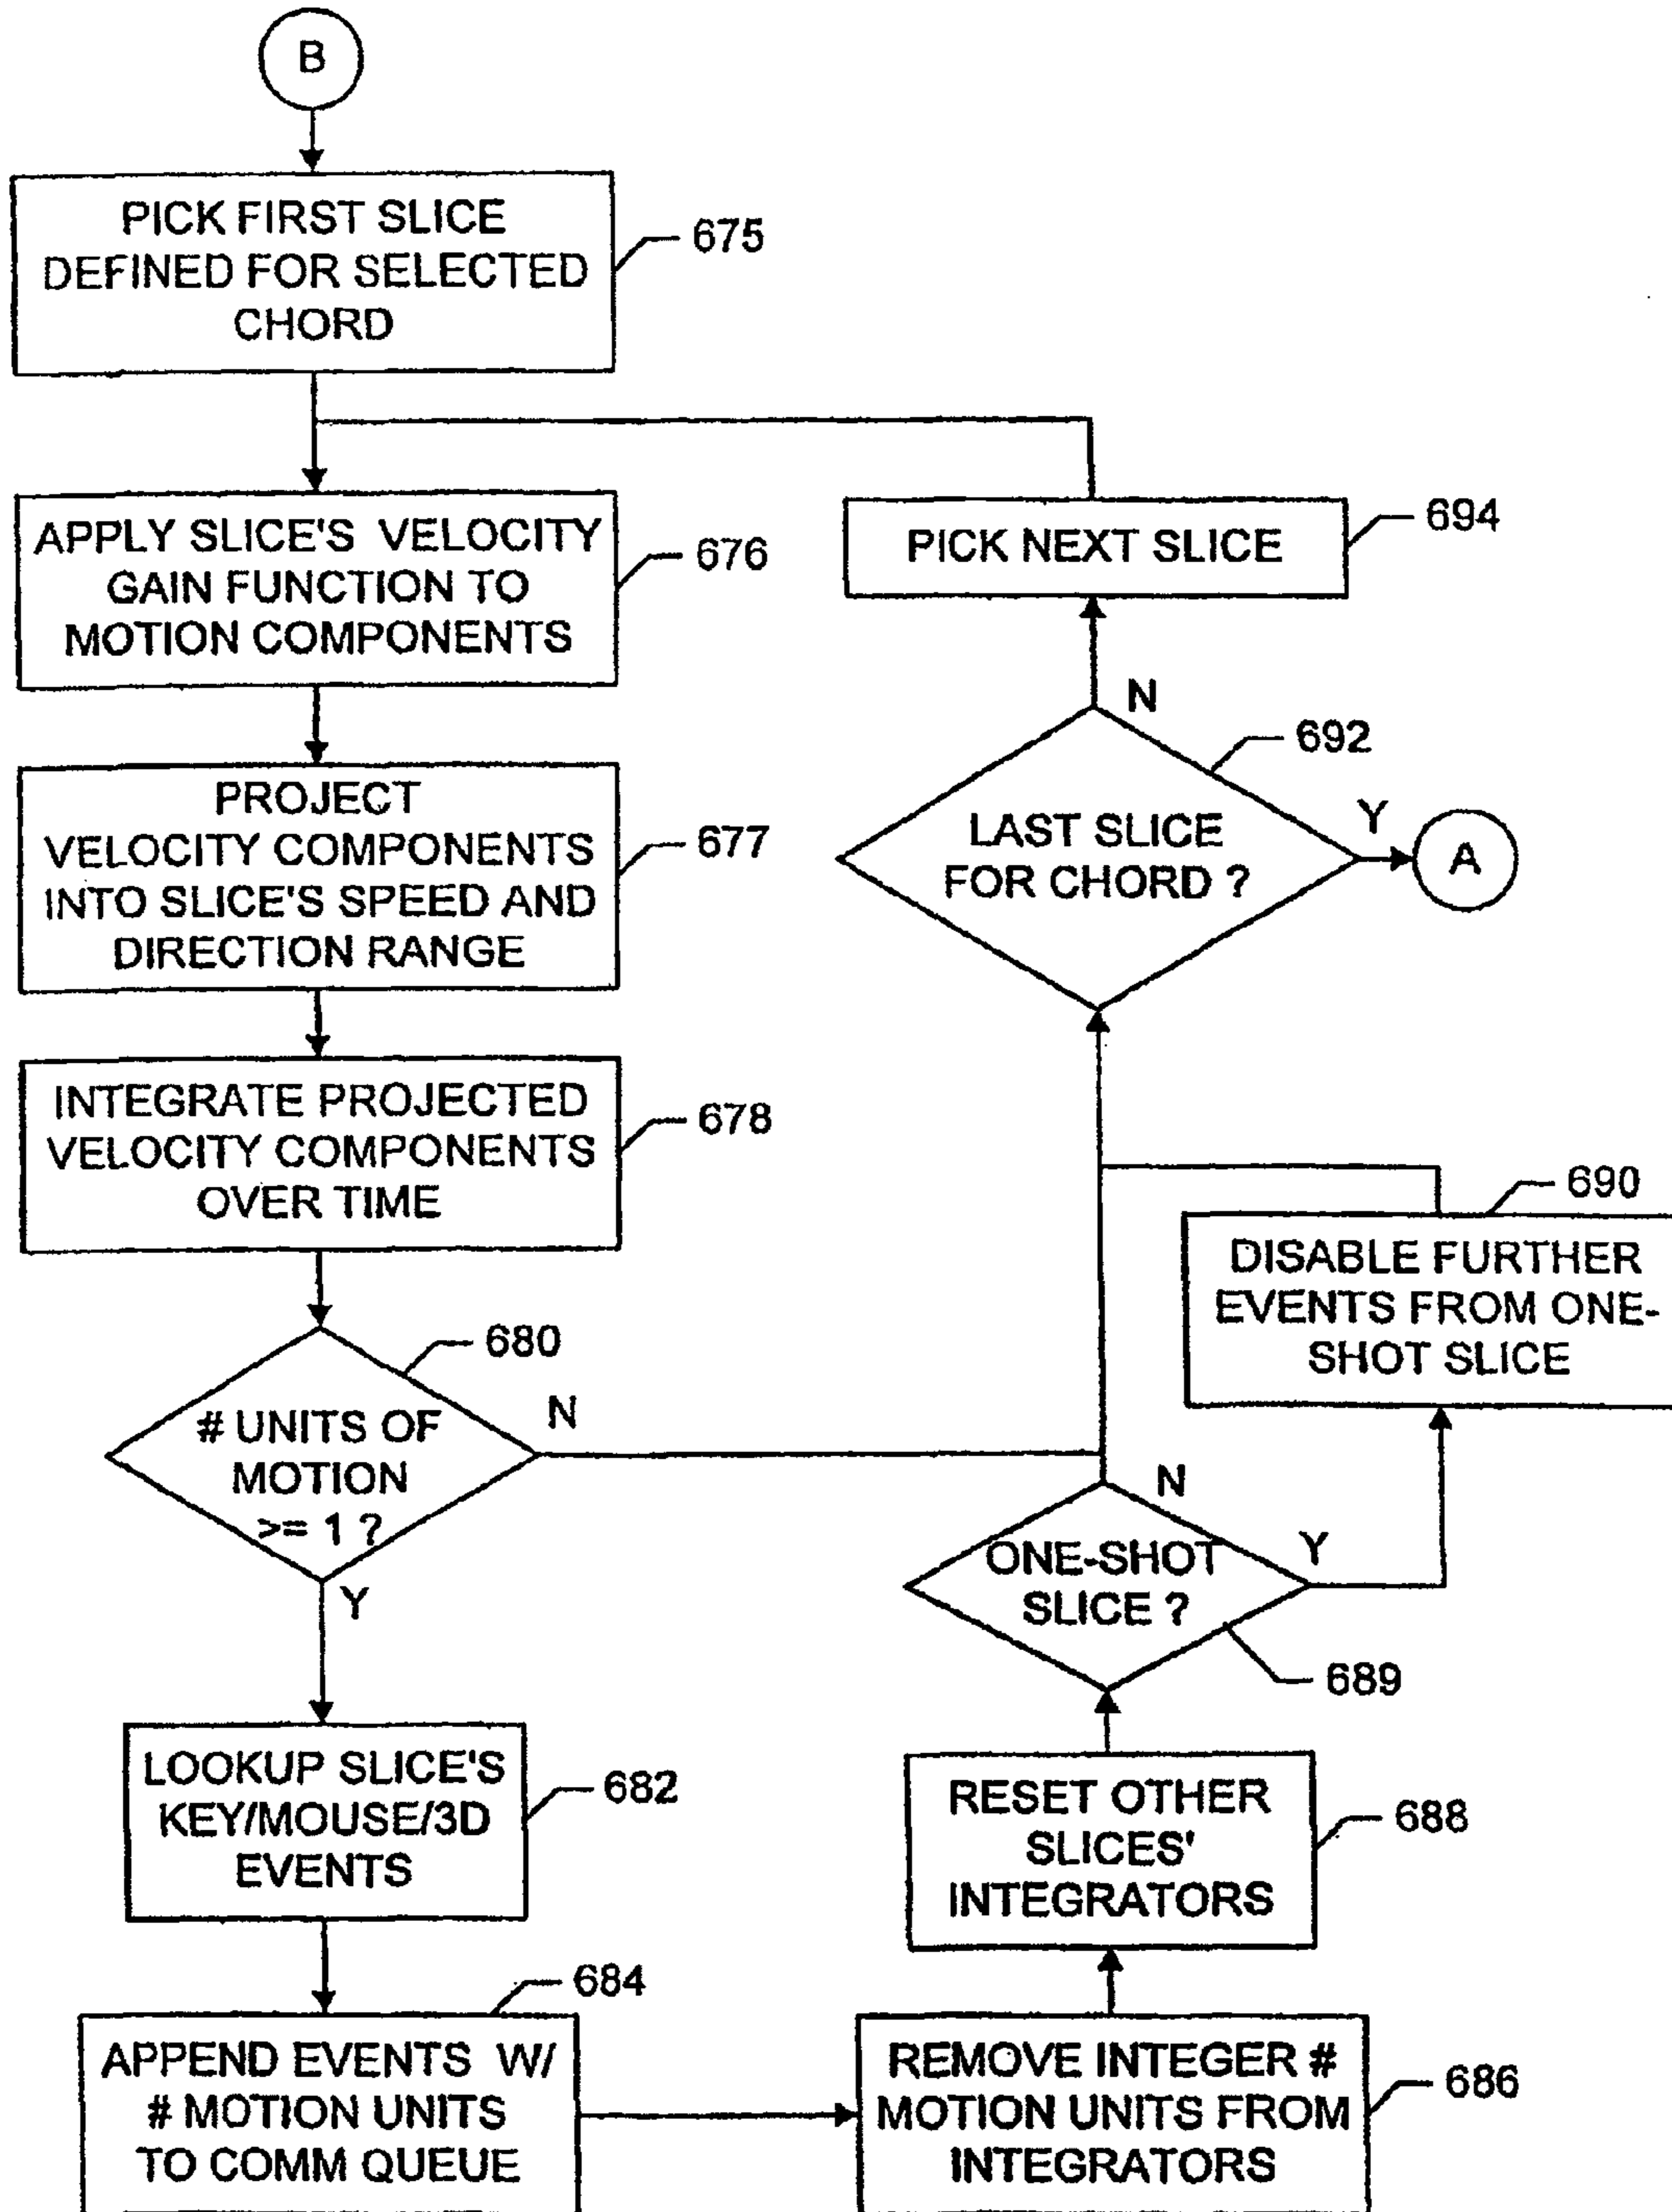 B
PICK FIRST SLICE
DEFINED FOR SELECTED
CHORD
675
APPLY SLICE'S VELOCITY
GAIN FUNCTION TO
MOTION COMPONENTS
676
PROJECT
VELOCITY COMPONENTS
INTO SLICE'S SPEED AND
DIRECTION RANGE
677
INTEGRATE PROJECTED
VELOCITY COMPONENTS
OVER TIME
678
# UNITS OF
MOTION
>= 1 ?
680
N
Y
LOOKUP SLICE'S
KEY/MOUSE/3D
EVENTS
682
APPEND EVENTS W/
# MOTION UNITS
TO COMM QUEUE
684
REMOVE INTEGER #
MOTION UNITS FROM
INTEGRATORS
686
RESET OTHER
SLICES'
INTEGRATORS
688
ONE-SHOT
SLICE ?
689
N
Y
DISABLE FURTHER
EVENTS FROM ONE-
SHOT SLICE
690
LAST SLICE
FOR CHORD ?
692
N
Y
A
PICK NEXT SLICE
694